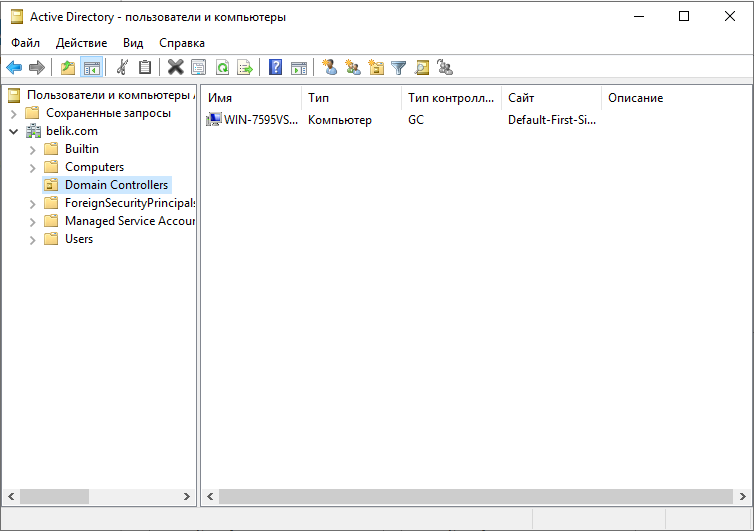 Active Directory - пользователи и компьютеры
Файл Действие Вид Справка
Пользователи и компьютеры
Сохраненные запросы
belik.com
Builtin
Computers
Domain Controllers
ForeignSecurityPrincipals
Managed Service Accour
Users
Имя Тип Тип контролл... Сайт Описание
WIN-7595VS... Компьютер GC Default-First-Si...